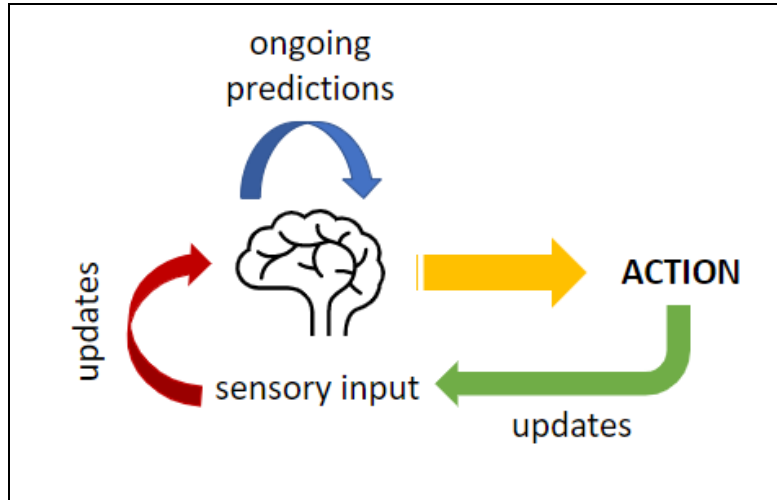 ongoing
predictions
updates
ACTION
sensory input
updates